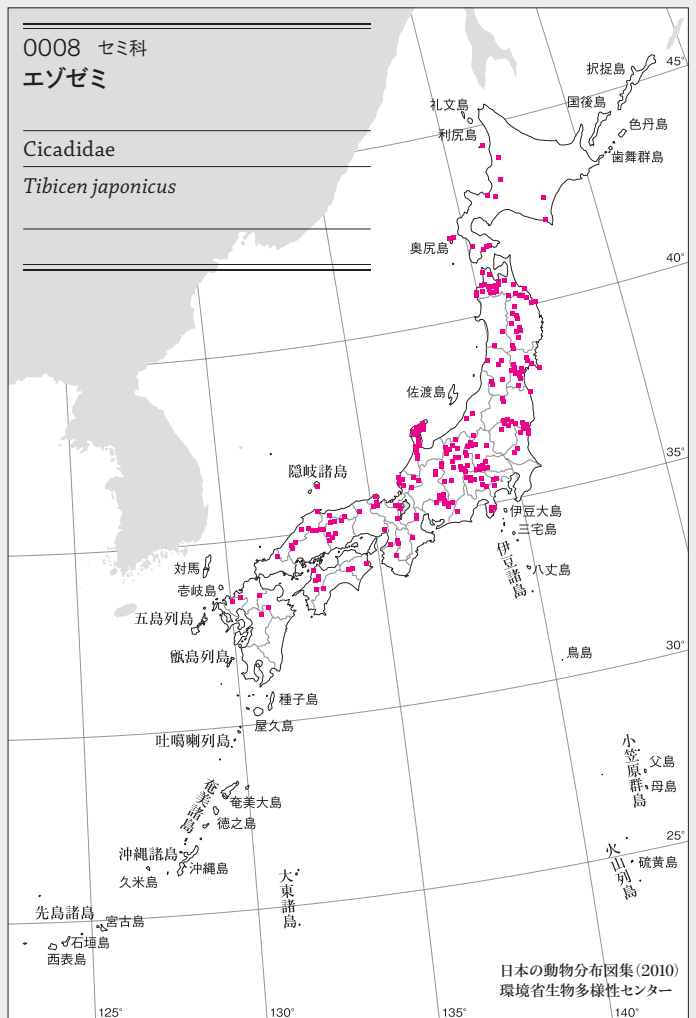 0008 セミ科
エゾゼミ
Cicadidae
Tibicen japonicus
45°
択捉島
国後島
色丹島
歯舞群島
礼文島
利尻島
奥尻島
40°
佐渡島
35°
隠岐諸島
伊豆大島
三宅島
伊豆諸島
八丈島
対馬
壱岐島
五島列島
甑島列島
鳥島
30°
種子島
屋久島
吐噶喇列島
小笠原群島
父島
母島
奄美諸島
奄美大島
徳之島
25°
沖縄諸島
沖縄島
久米島
大東諸島
火山列島
硫黄島
先島諸島
宮古島
石垣島
西表島
日本の動物分布図集(2010)
環境省生物多様性センター
125°
130°
135°
140°